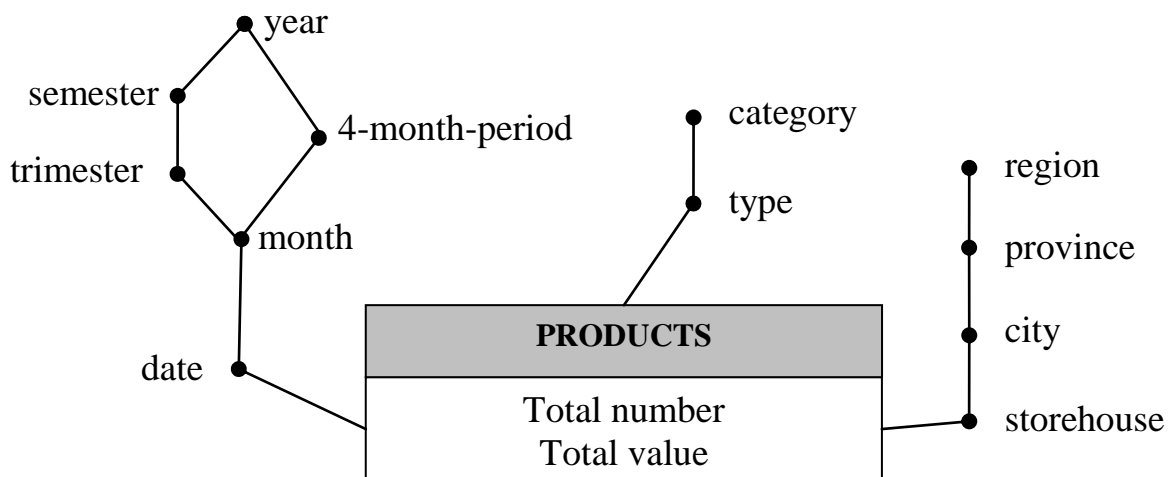 year
semester
4-month-period
trimester
month
date
category
type
region
province
city
storehouse
PRODUCTS
Total number
Total value